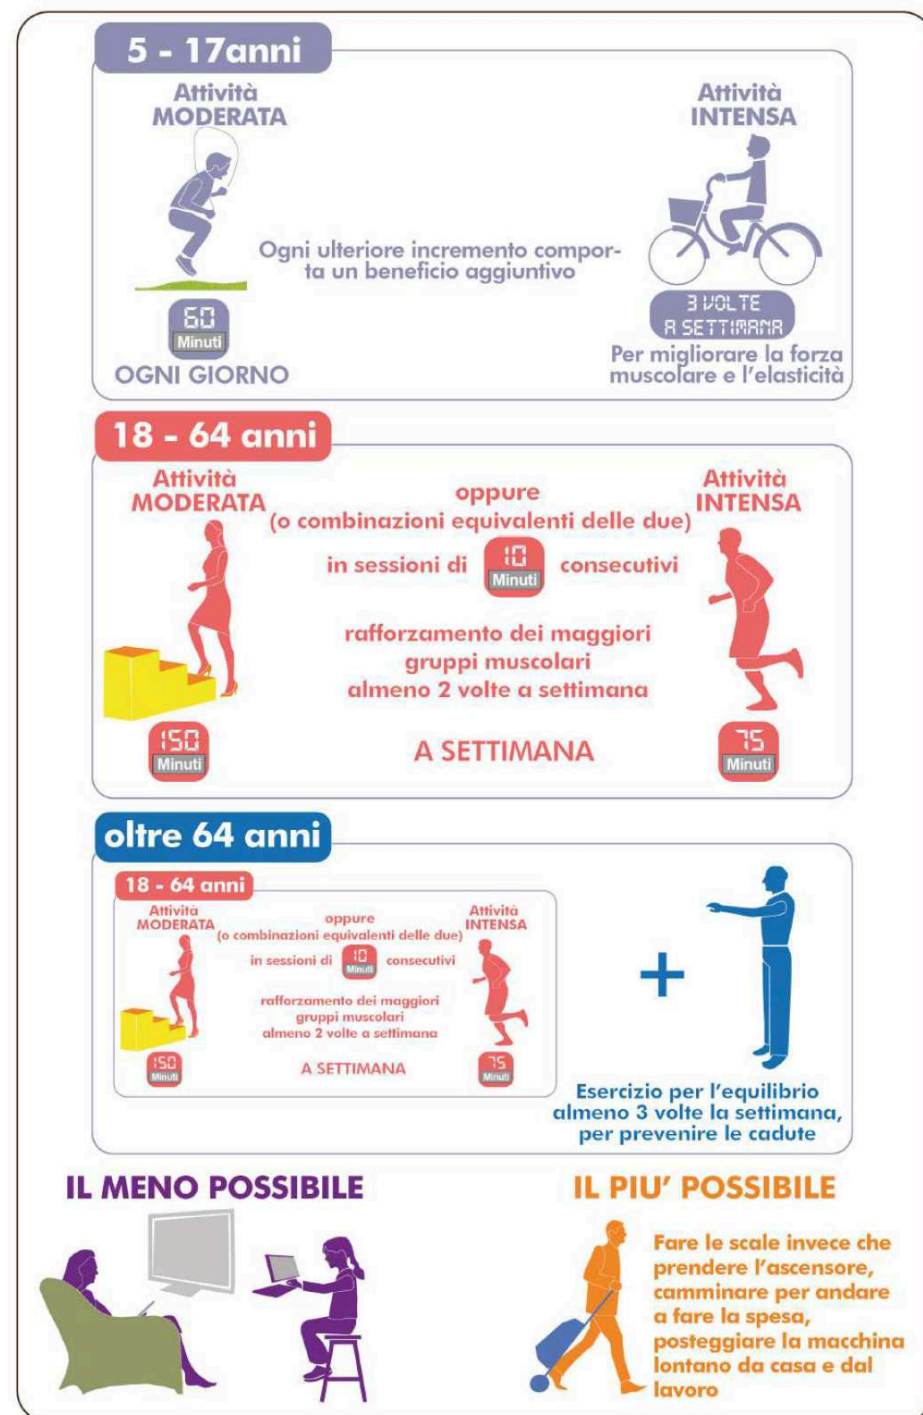 5 - 17anni
Attività
MODERATA
Attività
INTENSA
Ogni ulteriore incremento compor-
ta un beneficio aggiuntivo
60
Minuti
OGNI GIORNO
3 VOLTE
A SETTIMANA
Per migliorare la forza
muscolare e l'elasticità
18 - 64 anni
Attività
MODERATA
oppure
(o combinazioni equivalenti delle due)
in sessioni di 10 Minuti consecutivi
rafforzamento dei maggiori
gruppi muscolari
almeno 2 volte a settimana
Attività
INTENSA
150
Minuti
A SETTIMANA
75
Minuti
oltre 64 anni
18 - 64 anni
Attività
MODERATA
oppure
(o combinazioni equivalenti delle due)
in sessioni di 10 Minuti consecutivi
rafforzamento dei maggiori
gruppi muscolari
almeno 2 volte a settimana
Attività
INTENSA
150
Minuti
A SETTIMANA
75
Minuti
+
Esercizio per l'equilibrio
almeno 3 volte la settimana,
per prevenire le cadute
IL MENO POSSIBILE
IL PIU' POSSIBILE
Fare le scale invece che
prendere l'ascensore,
camminare per andare
a fare la spesa,
posteggiare la macchina
lontano da casa e dal
lavoro